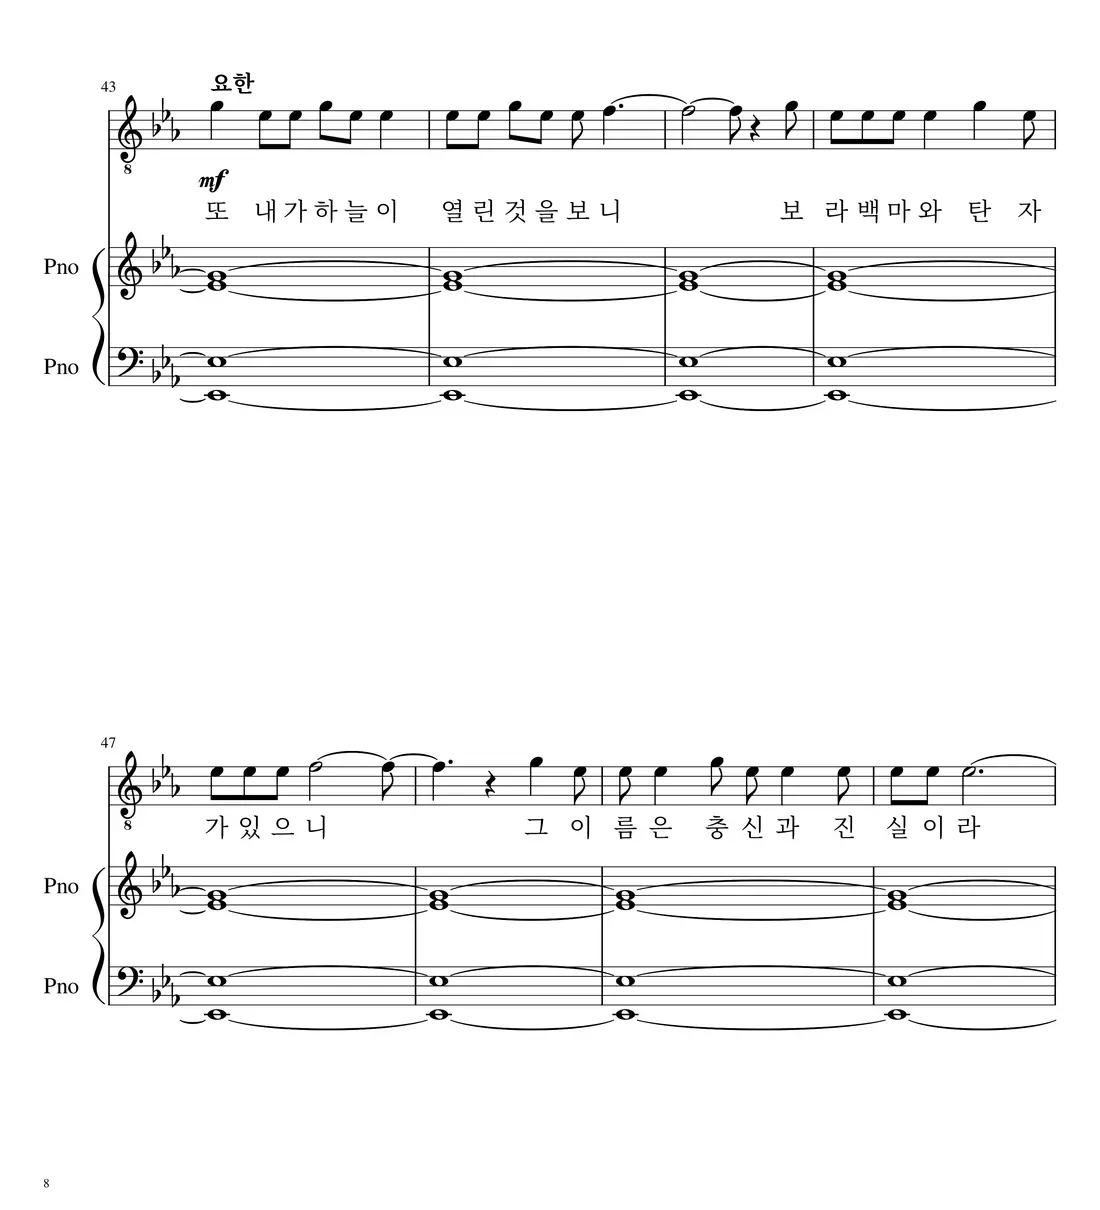 43
요한
mf
또 내 가 하 늘 이 열 린 것 을 보 니 보 라 백 마 와 탄 자
Pno
Pno
47
8
가 있 으 니 그 이 름 은 충 신 과 진 실 이 라
Pno
Pno
8